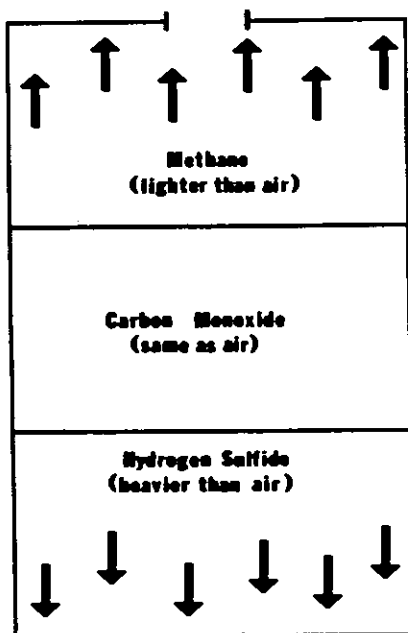 Methane
(lighter than air)
Carbon Monoxide
(same as air)
Hydrogen Sulfide
(heavier than air)